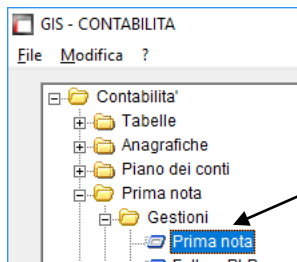 GIS - CONTABILITA
File Modifica ?
Contabilita'
Tabelle
Anagrafiche
Piano dei conti
Prima nota
Gestioni
Prima nota